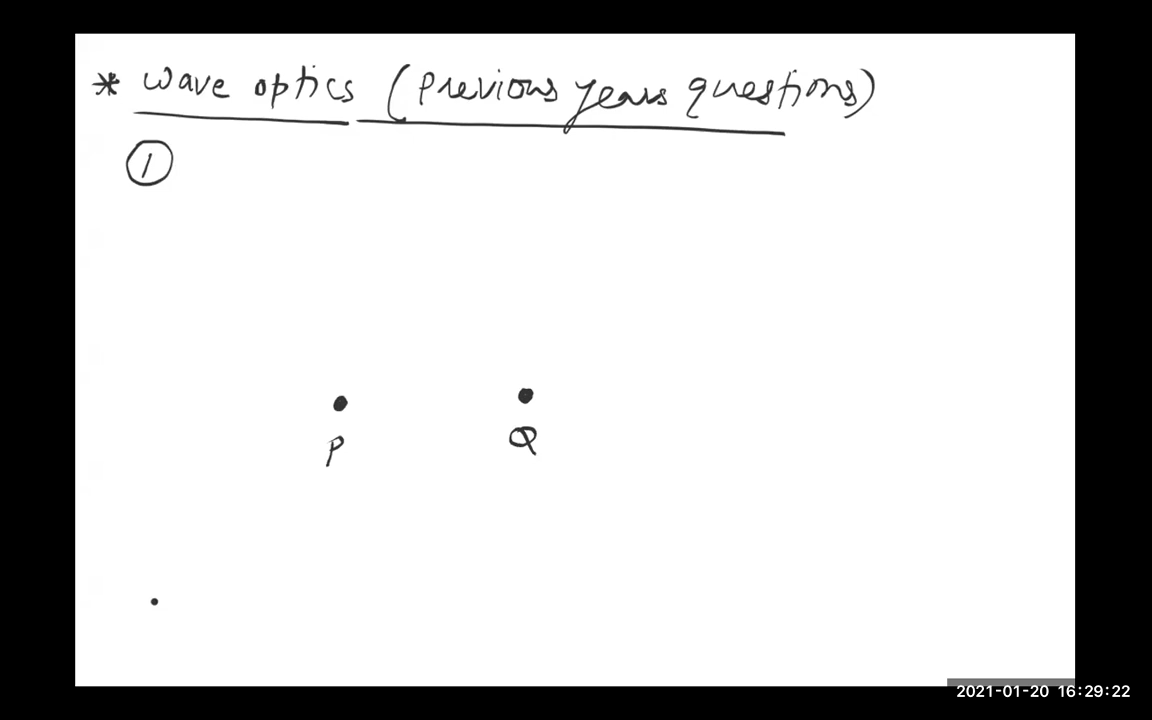 * Wave optics (Previous years questions)
①
P Q
2021-01-20 16:29:22